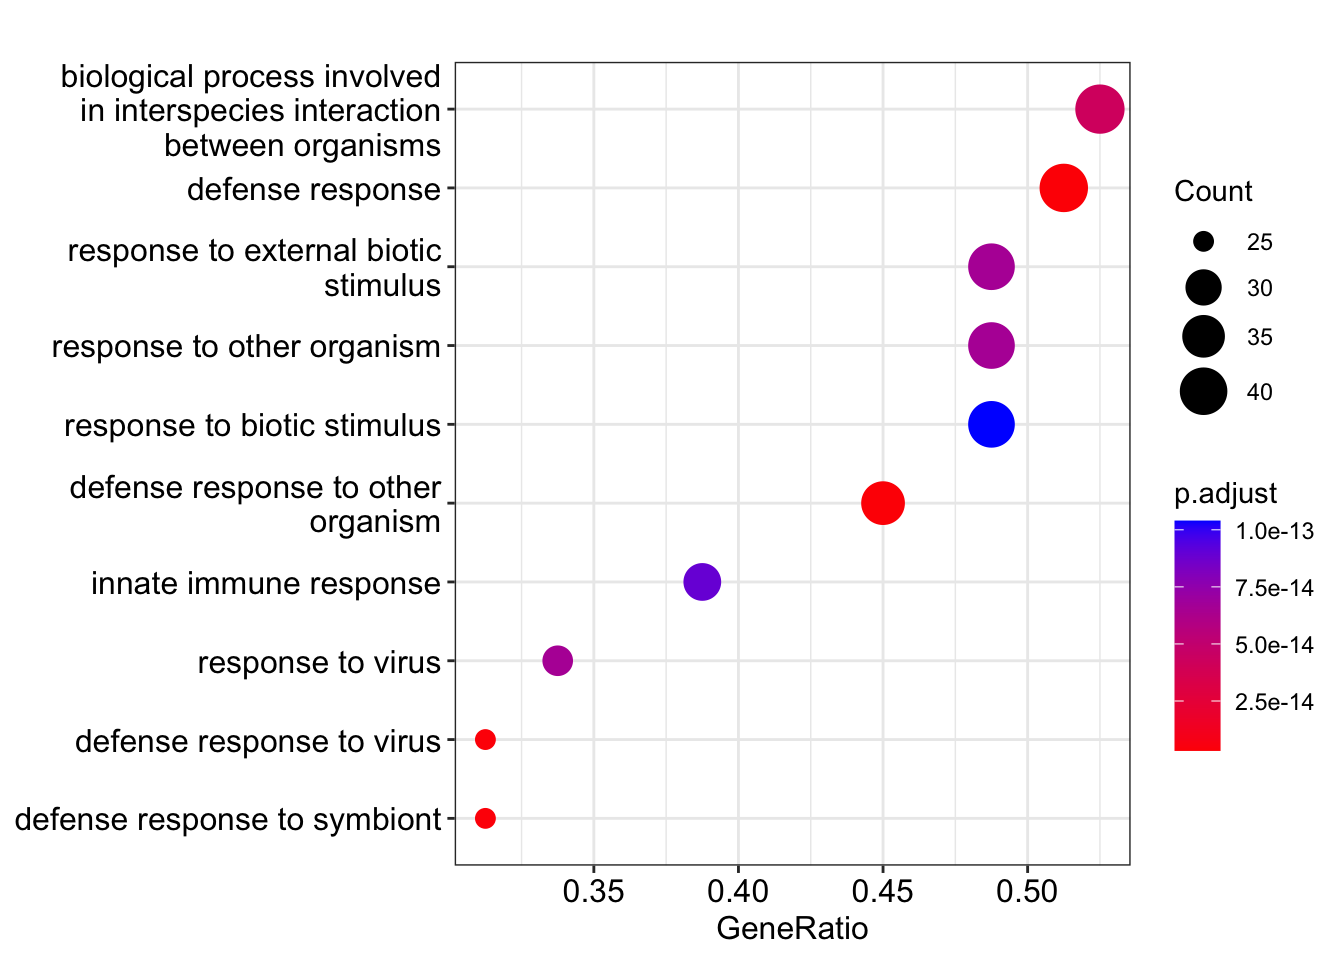 biological process involved
in interspecies interaction
between organisms
defense response
response to external biotic
stimulus
response to other organism
response to biotic stimulus
defense response to other
organism
innate immune response
response to virus
defense response to virus
defense response to symbiont
0.35 0.40 0.45 0.50
GeneRatio
Count
25
30
35
40
p.adjust
1.0e-13
7.5e-14
5.0e-14
2.5e-14